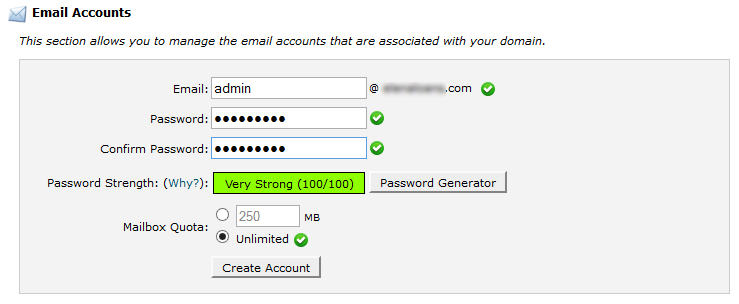 Email Accounts
This section allows you to manage the email accounts that are associated with your domain.
Email: admin @ .com
Password: ●●●●●●●●●
Confirm Password: ●●●●●●●●●
Password Strength: (Why?): Very Strong (100/100) Password Generator
Mailbox Quota: 250 MB
Unlimited
Create Account